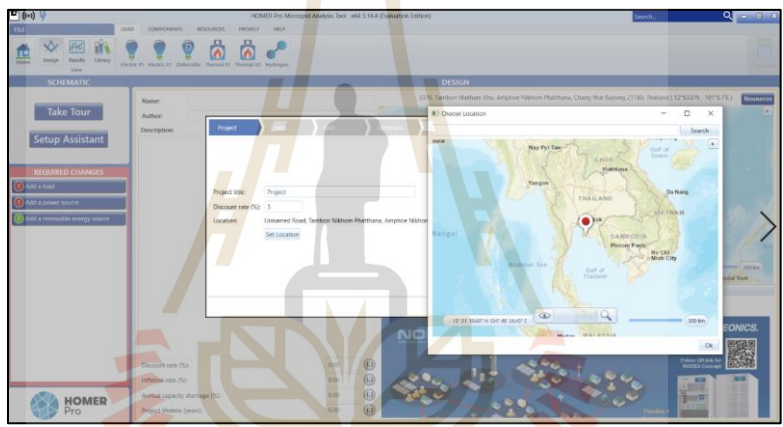 HOMER Pro Microgrid Analysis Tool x64 3.14.4 (Evaluation Edition)
Search...
FILE
LOAD COMPONENTS RESOURCES PROJECT HELP
Home Design Results Library
View
Electric #1 Electric #2 Deferrable Thermal #1 Thermal #2 Hydrogen
SCHEMATIC
DESIGN
Take Tour
Setup Assistant
REQUIRED CHANGES
Add a load
Add a power source
Add a renewable energy source
Name:
Author:
Description:
Resources
Project
Project title: Project
Discount rate (%): 5
Location: Unnamed Road, Tambon Nikhom Phatthana, Amphoe Nikhom
Set Location
Choose Location
Search
Nay Pyi Taw
LAOS
Gulf of
Vientiane
Yangon
THAILAND
Da Nang
VIETNAM
CAMBODIA
Phnom Penh
Ho Chi
Minh City
Andaman Sea
Gulf of
Thailand
Ok
Discount rate (%):
Inflation rate (%):
Annual capacity shortage (%):
Project lifetime (years):
HOMER
Pro